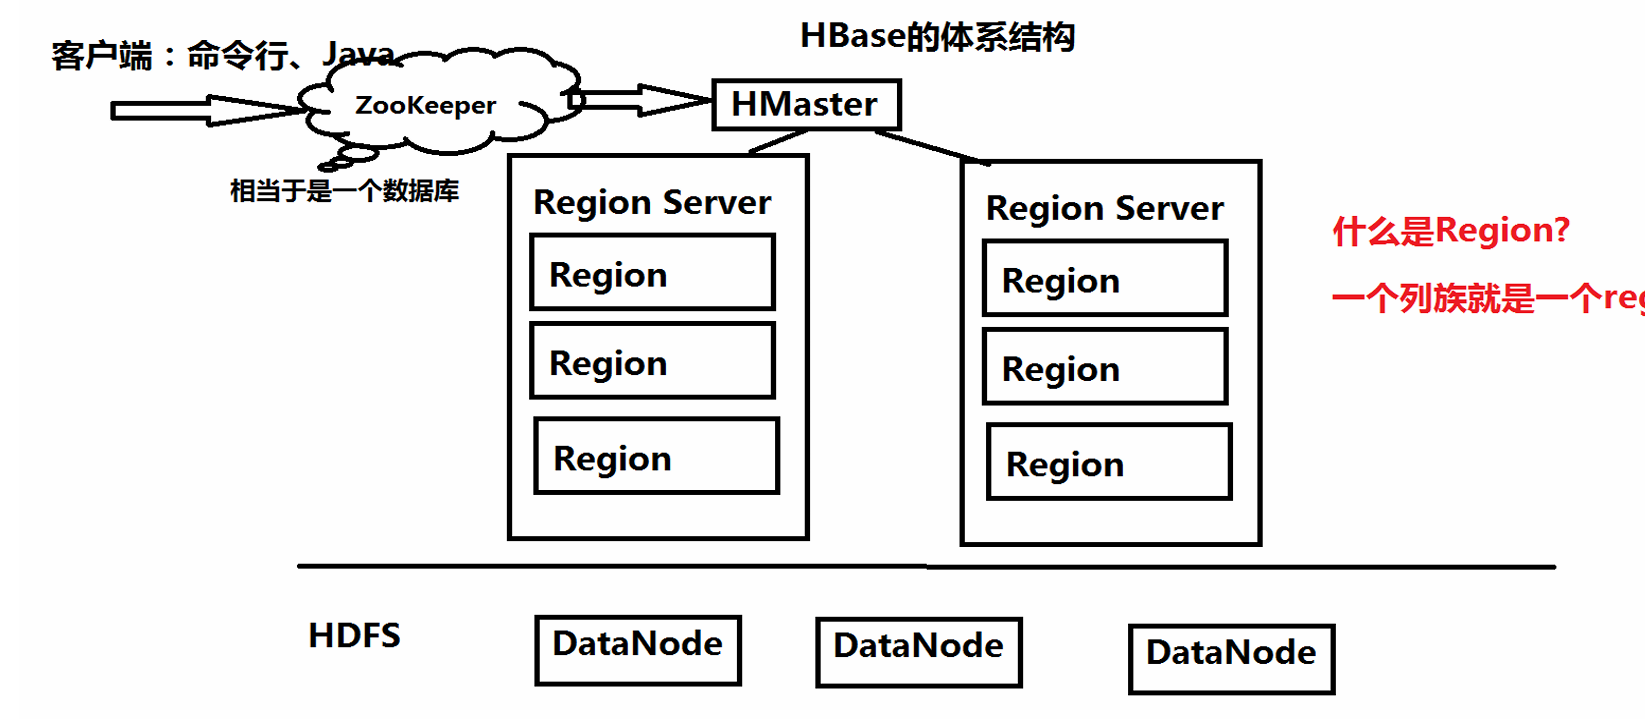 HBase的体系结构
客户端：命令行、Java
ZooKeeper
HMaster
相当于是一个数据库
Region Server
Region
Region
Region
Region Server
Region
Region
Region
什么是Region?
一个列族就是一个reg
HDFS
DataNode
DataNode
DataNode